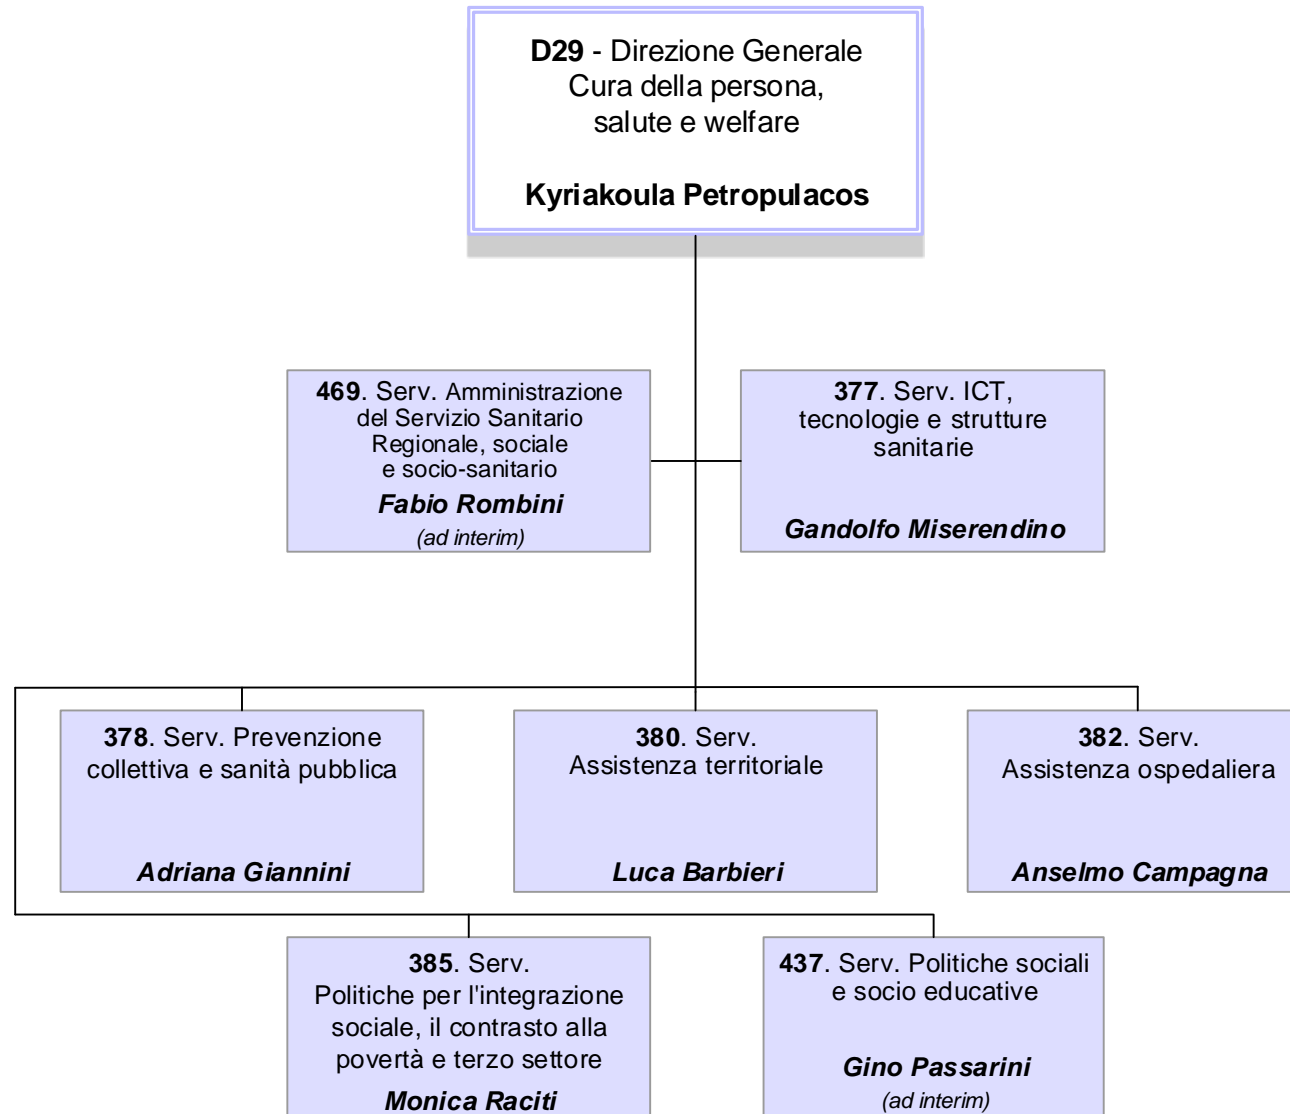 D29 - Direzione Generale
Cura della persona,
salute e welfare
Kyriakoula Petropulacos
469. Serv. Amministrazione
del Servizio Sanitario
Regionale, sociale
e socio-sanitario
Fabio Rombini
(ad interim)
377. Serv. ICT,
tecnologie e strutture
sanitarie
Gandolfo Miserendino
378. Serv. Prevenzione
collettiva e sanità pubblica
Adriana Giannini
380. Serv.
Assistenza territoriale
Luca Barbieri
382. Serv.
Assistenza ospedaliera
Anselmo Campagna
385. Serv.
Politiche per l'integrazione
sociale, il contrasto alla
povertà e terzo settore
Monica Raciti
437. Serv. Politiche sociali
e socio educative
Gino Passarini
(ad interim)